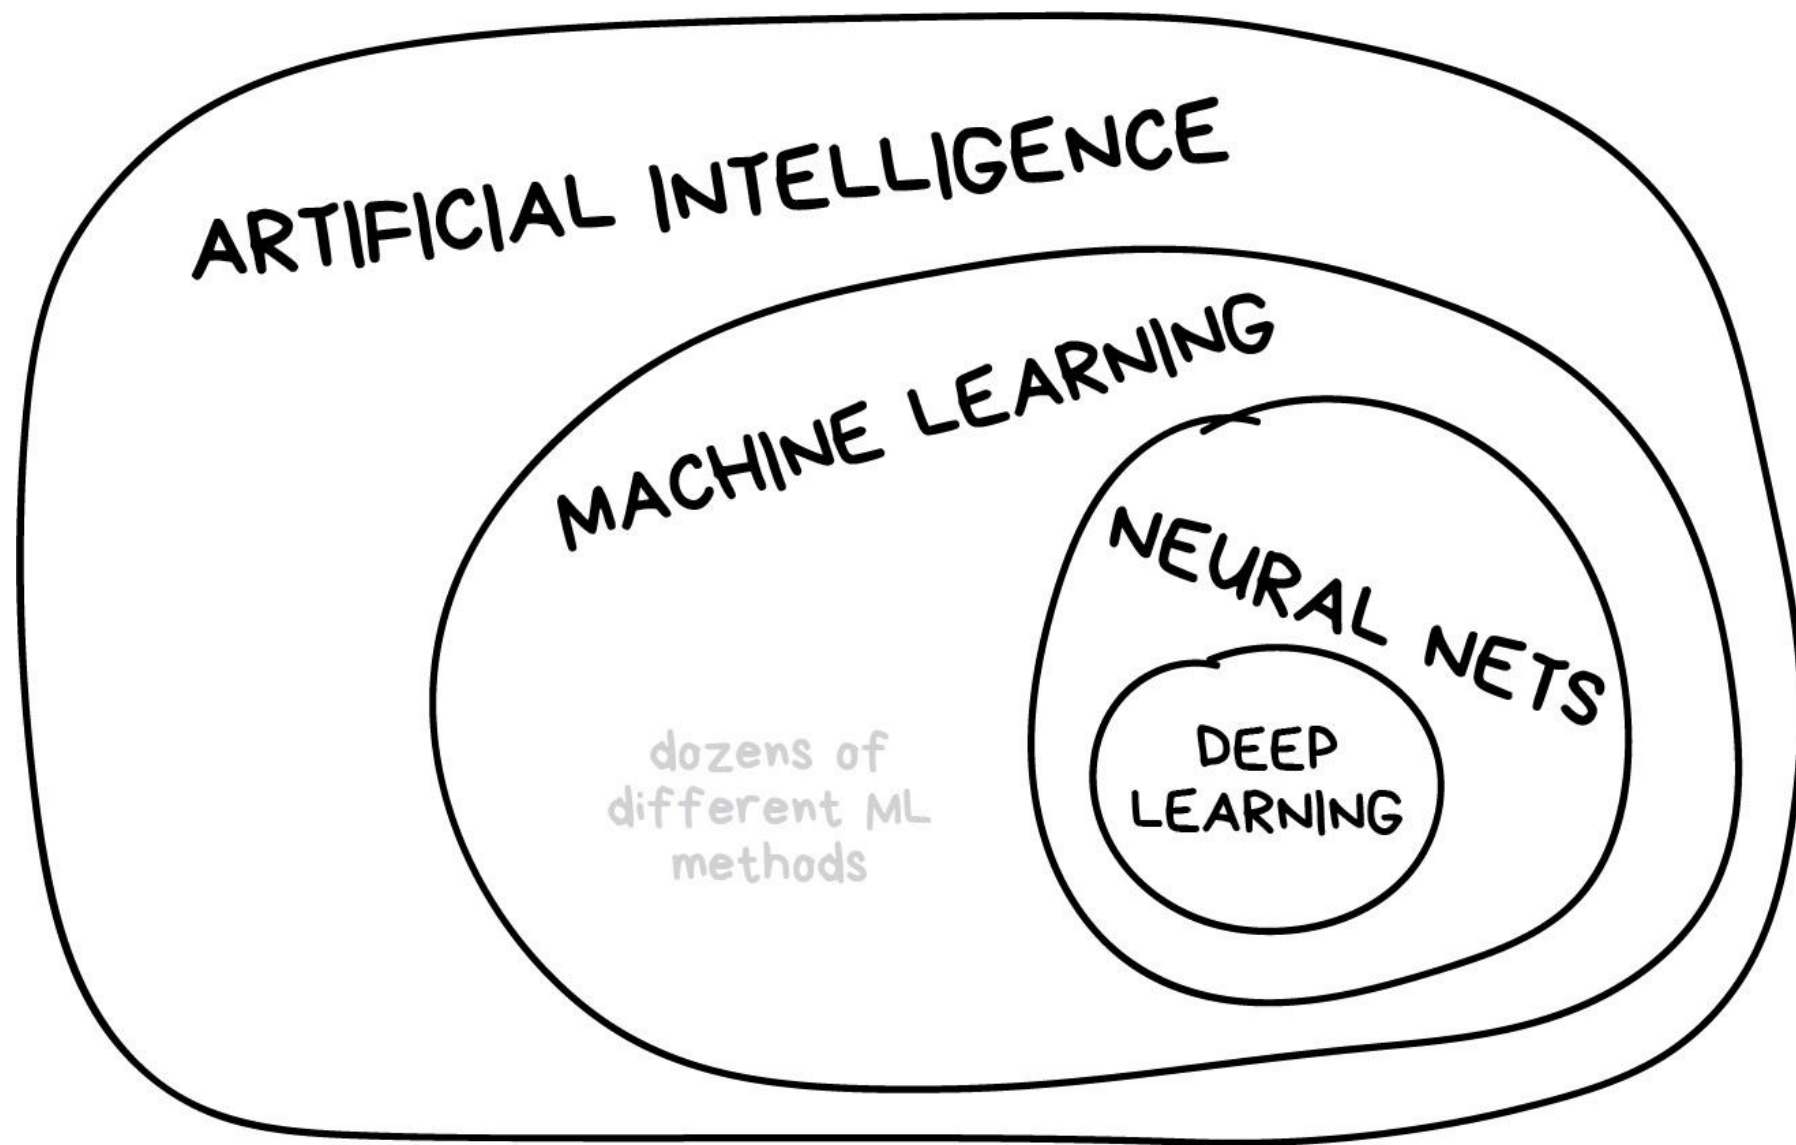 ARTIFICIAL INTELLIGENCE
MACHINE LEARNING
NEURAL NETS
DEEP
LEARNING
dozens of
different ML
methods